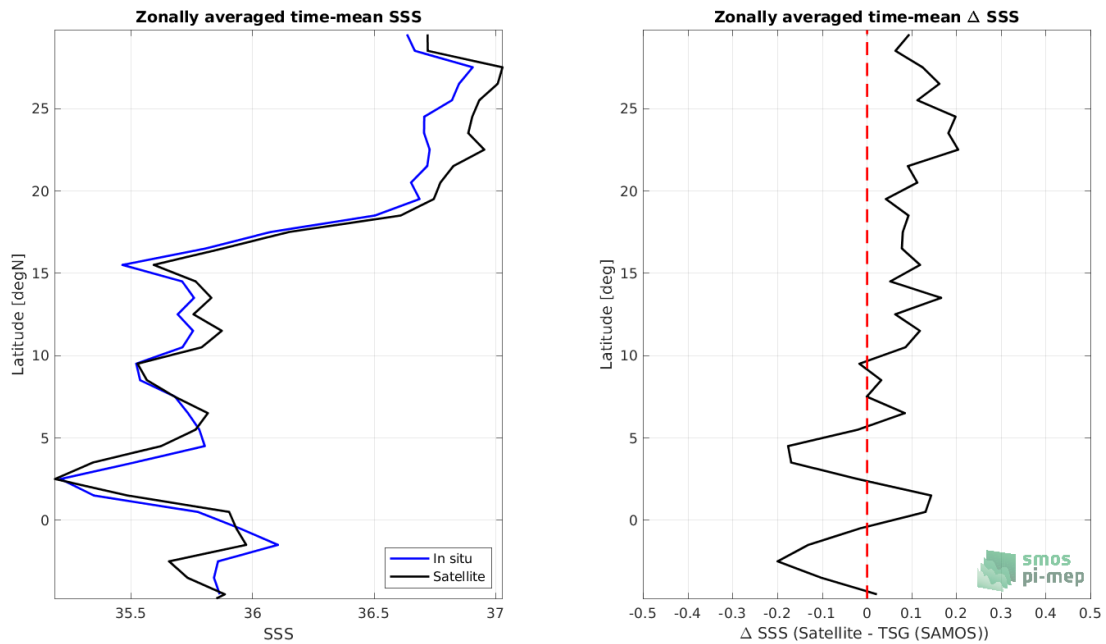 Zonally averaged time-mean SSS
25
20
15
10
5
0
Latitude [degN]
35.5
36
36.5
37
SSS
In situ
Satellite
Zonally averaged time-mean Δ SSS
25
20
15
10
5
0
Latitude [deg]
-0.5
-0.4
-0.3
-0.2
-0.1
0
0.1
0.2
0.3
0.4
0.5
Δ SSS (Satellite - TSG (SAMOS))
smos
pi-mep